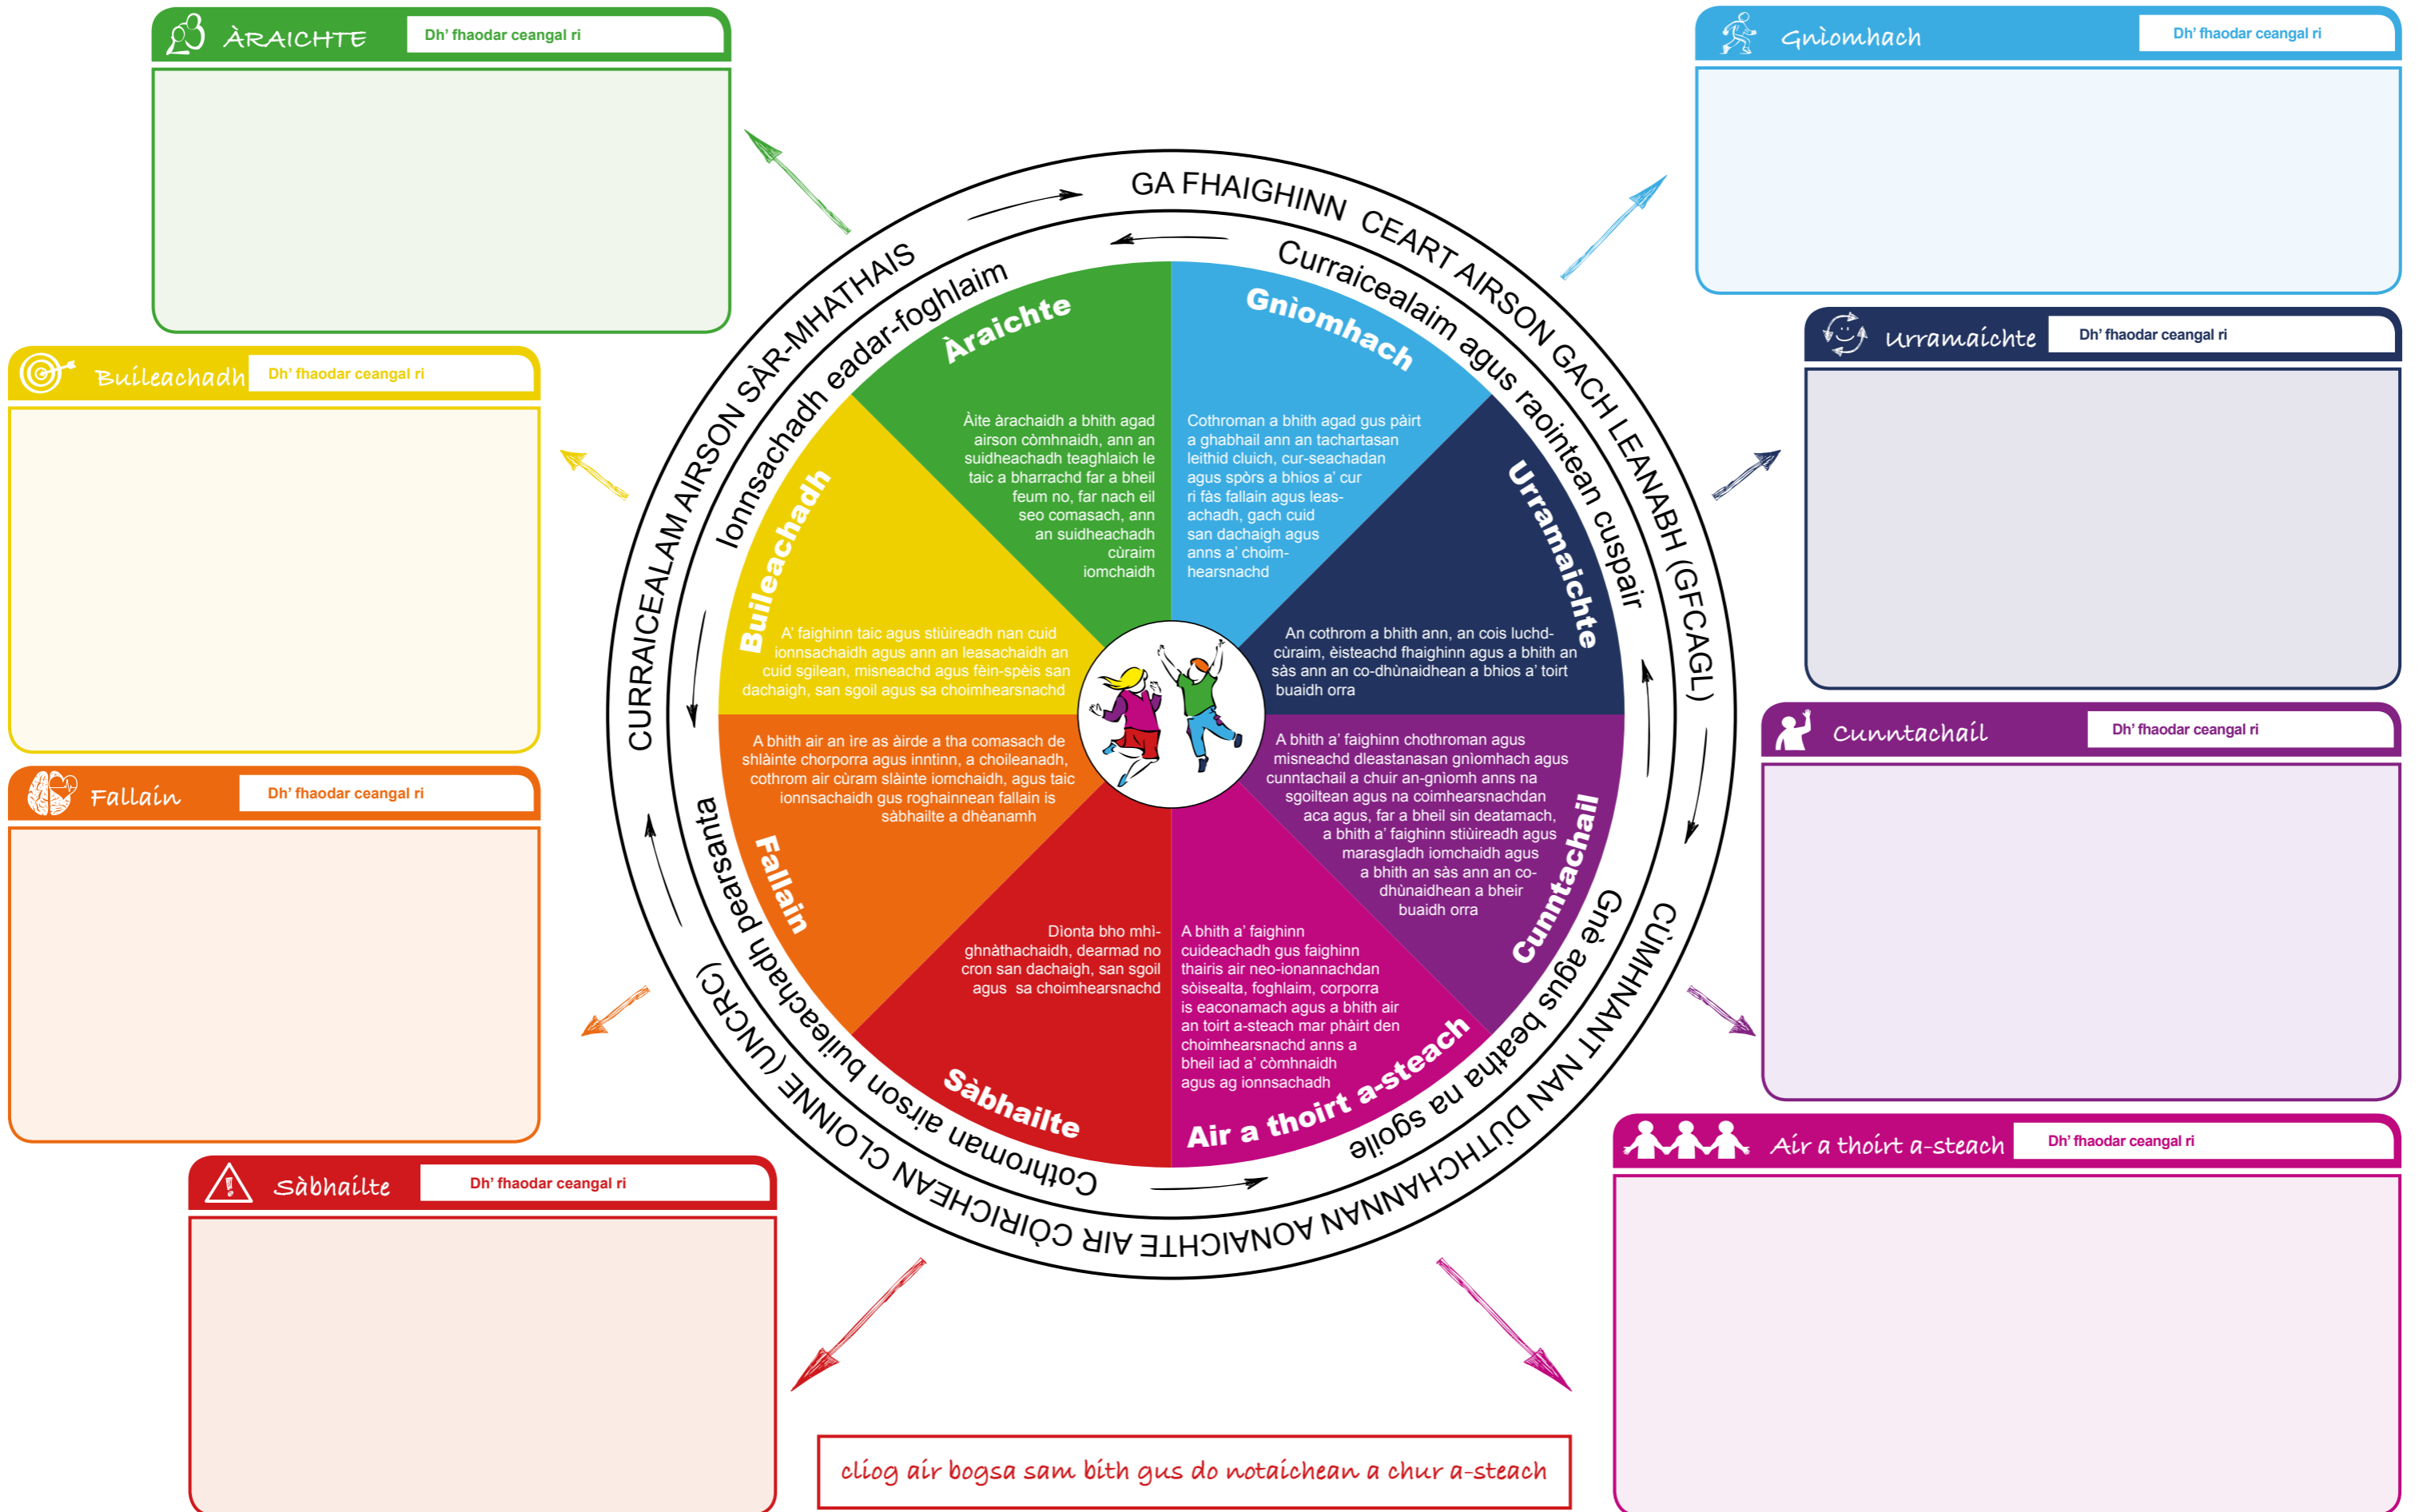 ÀRAICHTE
Dh' fhaodar ceangal ri
Gnìomhach
Dh' fhaodar ceangal ri
Buileachadh
Dh' fhaodar ceangal ri
Urramaichte
Dh' fhaodar ceangal ri
Fallain
Dh' fhaodar ceangal ri
Cunntachail
Dh' fhaodar ceangal ri
Sàbhailte
Dh' fhaodar ceangal ri
Air a thoirt a-steach
Dh' fhaodar ceangal ri
CURRAICEALAM AIRSON SÀR-MHATHAIS
GA FHAIGHINN CEART AIRSON GACH LEANABH (GFCAGL)
CÙMHNANT NAN DÙTHCHANNAN AONAICHTE AIR CÒIRICHEAN CLOINNE (UNCRC)
Ionnsachadh eadar-foghlaim
Curraicealaim agus raointean cuspair
Gnè agus beatha na sgoile
Cothroman airson buileachadh pearsanta
Àraichte
Àite àrachaidh a bhith agad
airson còmhnaidh, ann an
suidheachadh teaghlaich le
taic a bharrachd far a bheil
feum no, far nach eil
seo comasach, ann
an suidheachadh
cùraim
iomchaidh
Gnìomhach
Cothroman a bhith agad gus pàirt
a ghabhail ann an tachartasan
leithid cluich, cur-seachadan
agus spòrs a bhios a' cur
ri fàs fallain agus leas-
achadh, gach cuid
san dachaigh agus
anns a' choim-
hearsnachd
Urramaichte
An cothrom a bhith ann, an cois luchd-
cùraim, èisteachd fhaighinn agus a bhith an
sàs ann an co-dhùnaidhean a bhios a' toirt
buaidh orra
Cunntachail
A bhith a' faighinn chothroman agus
misneachd dleastanasan gnìomhach agus
cunntachail a chuir an-gnìomh anns na
sgoiltean agus na coimhearsnachdan
aca agus, far a bheil sin deatamach,
a bhith a' faighinn stiùireadh agus
marasgladh iomchaidh agus
a bhith an sàs ann an co-
dhùnaidhean a bheir
buaidh orra
Air a thoirt a-steach
A bhith a' faighinn
cuideachadh gus faighinn
thairis air neo-ionannachdan
sòisealta, foghlaim, corporra
is eaconamach agus a bhith air
an toirt a-steach mar phàirt den
choimhearsnachd anns a
bheil iad a' còmhnaidh
agus ag ionnsachadh
Sàbhailte
Dìonta bho mhì-
ghnàthachaidh, dearmad no
cron san dachaigh, san sgoil
agus sa choimhearsnachd
Fallain
A bhith air an ìre as àirde a tha comasach de
shlàinte chorporra agus inntinn, a choileanadh,
cothrom air cùram slàinte iomchaidh, agus taic
ionnsachaidh gus roghainnean fallain is
sàbhailte a dhèanamh
Buileachadh
A' faighinn taic agus stiùireadh nan cuid
ionnsachaidh agus ann an leasachaidh an
cuid sgilean, misneachd agus fèin-spèis san
dachaigh, san sgoil agus sa choimhearsnachd
cliog air bogsa sam bith gus do notaichean a chur a-steach